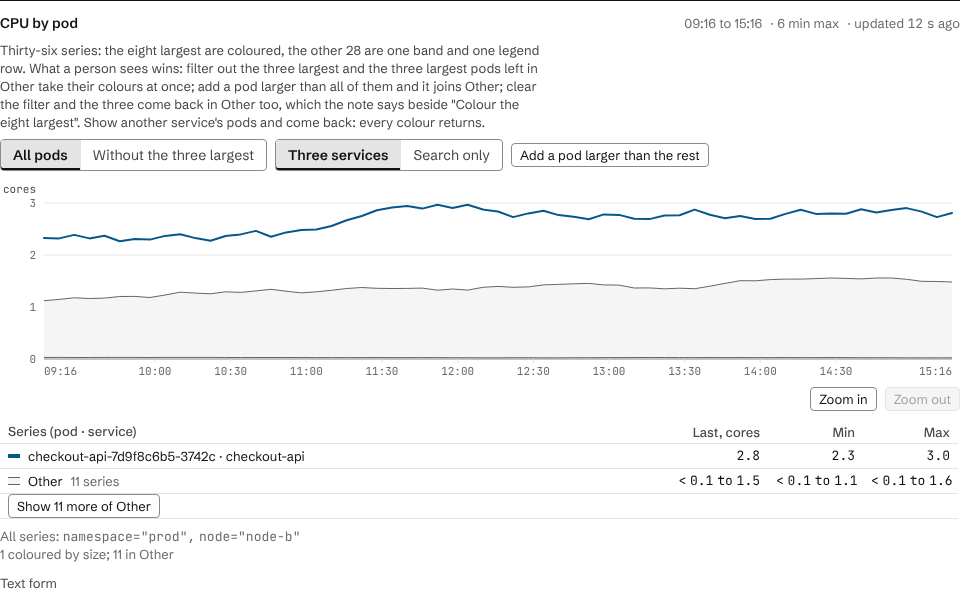 CPU by pod
09:16 to 15:16 · 6 min max · updated 12 s ago
Thirty-six series: the eight largest are coloured, the other 28 are one band and one legend
row. What a person sees wins: filter out the three largest and the three largest pods left in
Other take their colours at once; add a pod larger than all of them and it joins Other; clear
the filter and the three come back in Other too, which the note says beside "Colour the
eight largest". Show another service's pods and come back: every colour returns.
All pods Without the three largest Three services Search only Add a pod larger than the rest
cores
3
2
1
0
09:16 10:00 10:30 11:00 11:30 12:00 12:30 13:00 13:30 14:00 14:30 15:16
Zoom in Zoom out
Series (pod · service) Last, cores Min Max
checkout-api-7d9f8c6b5-3742c · checkout-api 2.8 2.3 3.0
Other 11 series < 0.1 to 1.5 < 0.1 to 1.1 < 0.1 to 1.6
Show 11 more of Other
All series: namespace="prod", node="node-b"
1 coloured by size; 11 in Other
Text form